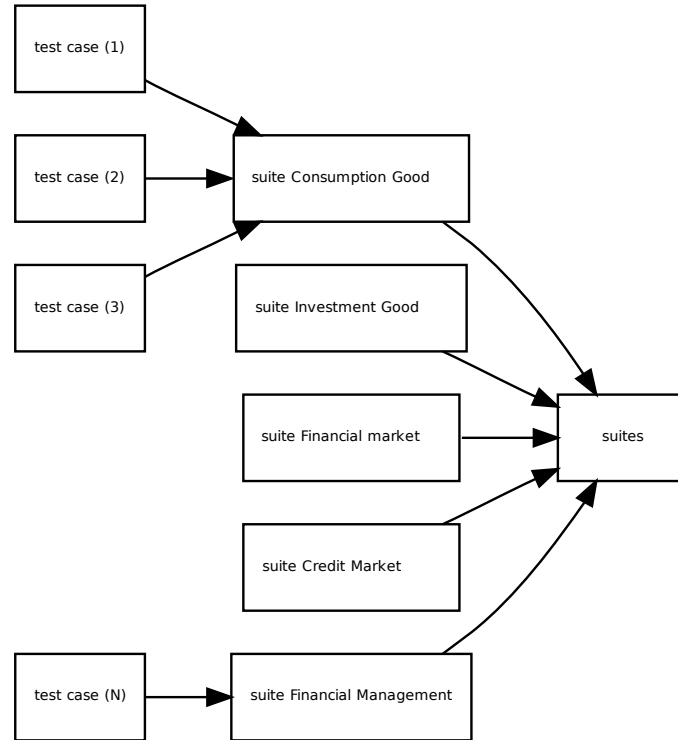 test case (1)
test case (2)
suite Consumption Good
test case (3)
suite Investment Good
suite Financial market
suites
suite Credit Market
test case (N)
suite Financial Management